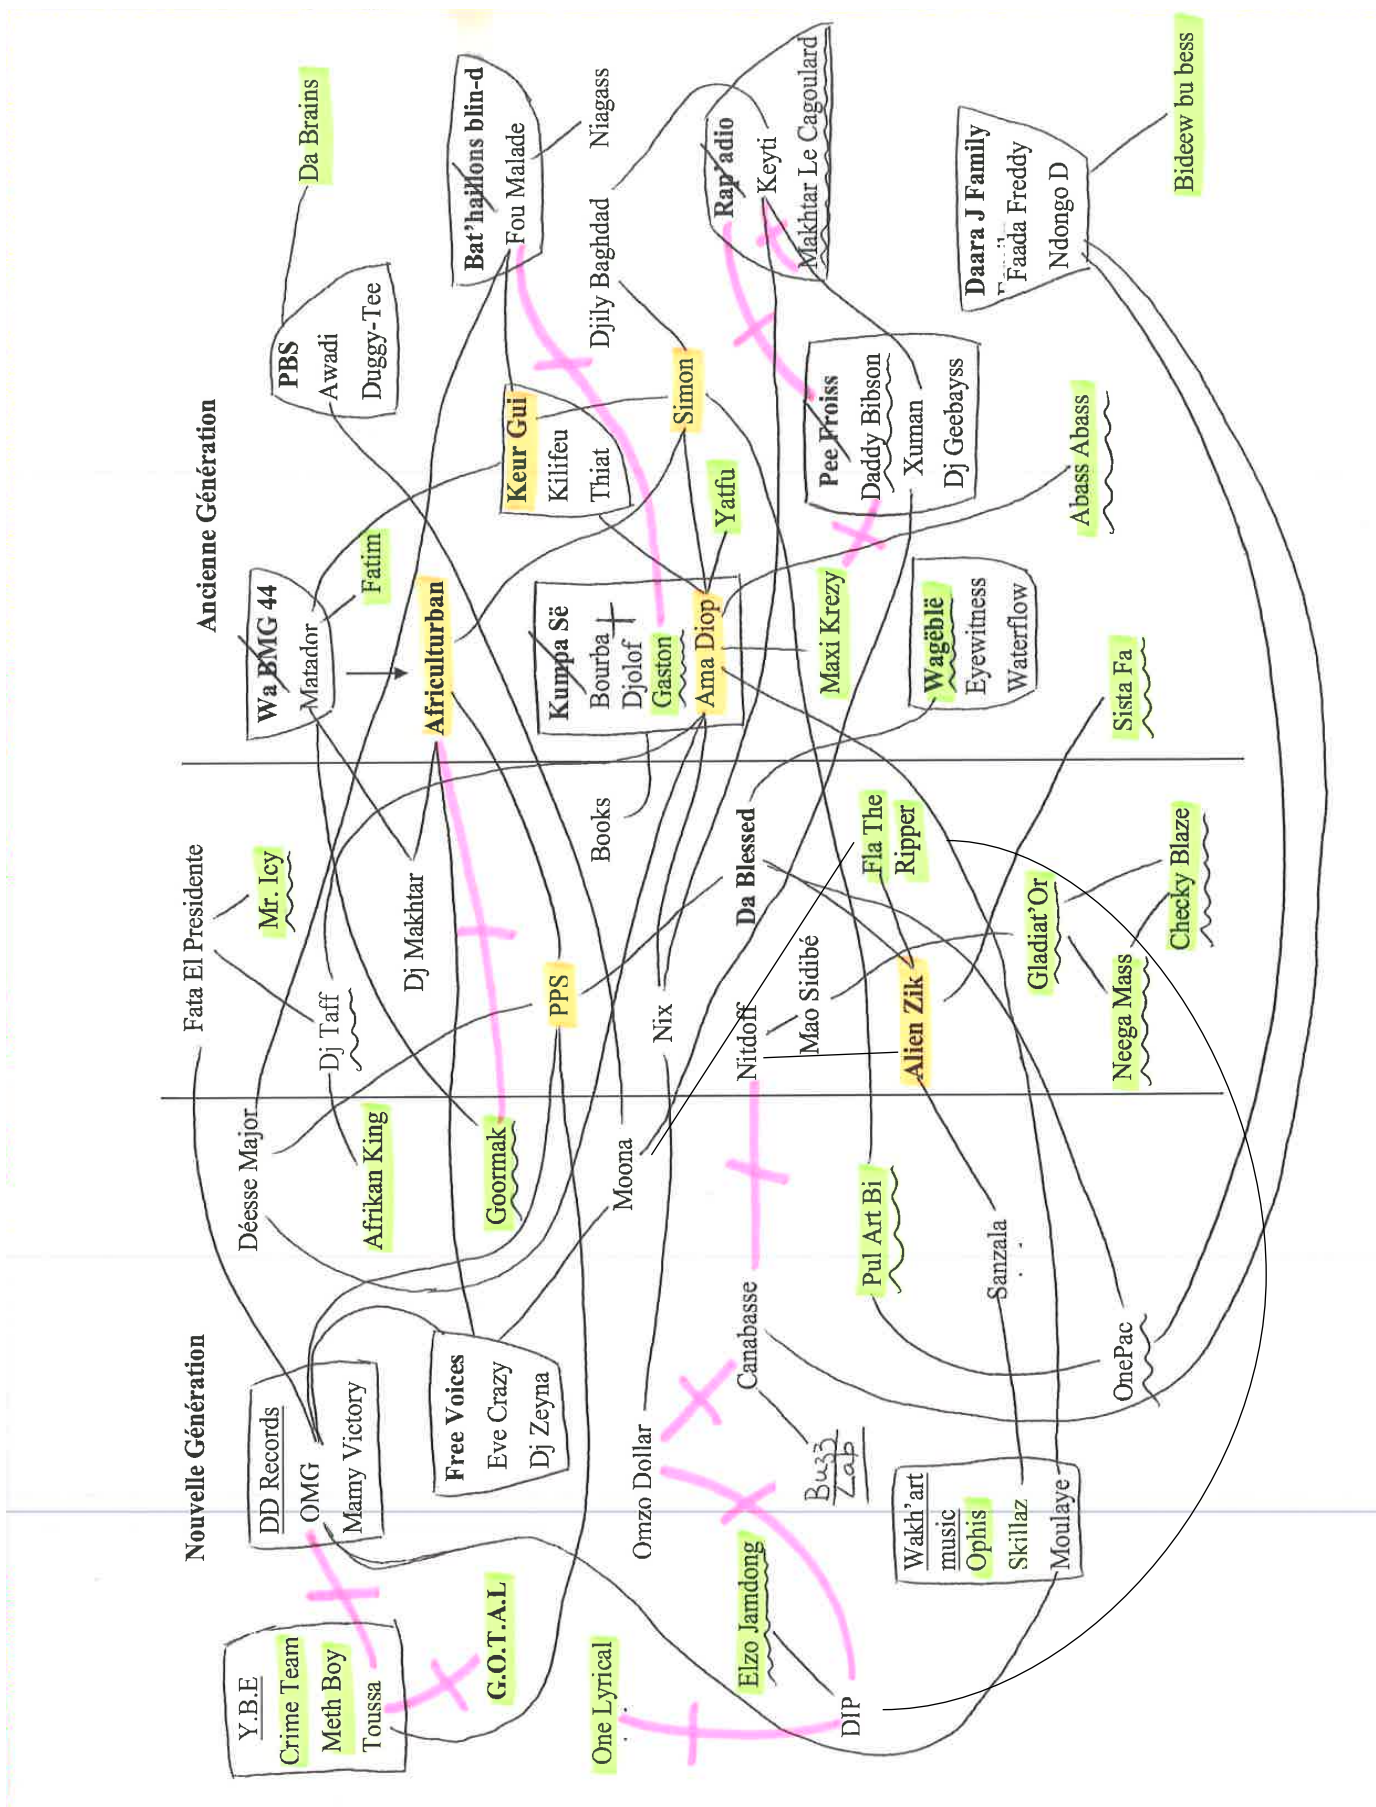 Nouvelle Génération
Ancienne Génération
Y.B.E
Crime Team
Meth Boy
Toussa
G.O.T.A.L
One Lyrical
Elzo Jamdong
DIP
DD Records
OMG
Mamy Victory
Free Voices
Eve Crazy
Dj Zeyna
Omzo Dollar
Canabasse
Buzz
Lab
Wakh'art
music
Ophis
Skillaz
Moulaye
Déesse Major
Afrikan King
Goormak
Moona
Pul Art Bi
Sanzala
OnePac
Fata El Presidente
Mr. Icy
Dj Taff
Dj Makhtar
PPS
Books
Nix
Da Blessed
Nitdoff
Mao Sidibé
Fla The
Ripper
Alien Zik
Gladiat'Or
Neega Mass
Checky Blaze
Wa BMG 44
Matador
Fatim
Africulturban
PBS
Awadi
Duggy-Tee
Da Brains
Bat'haillons blin-d
Fou Malade
Niagass
Keur Gui
Kilifeu
Thiat
Djily Baghdad
Simon
Kumpa Së
Bourba
Djolof
Gaston
Ama Diop
Yatfu
Rap'adio
Keyti
Makhtar Le Cagoulard
Pee Froiss
Daddy Bibson
Xuman
Dj Geebayss
Maxi Krezy
Wagëblë
Eyewitness
Waterflow
Daara J Family
Faada Freddy
Ndongo D
Bideew bu bess
Abass Abass
Sista Fa